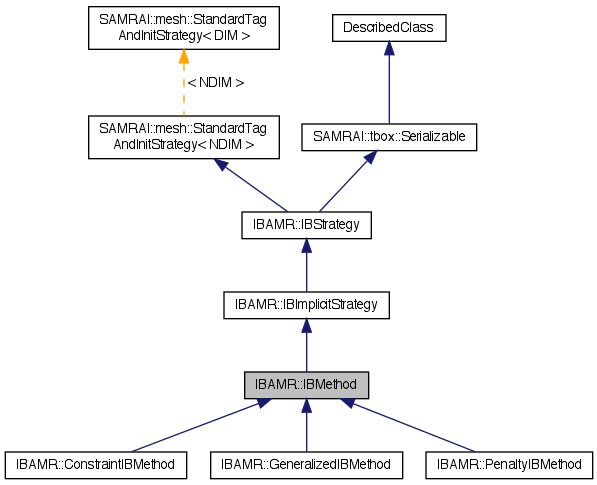 SAMRAI::mesh::StandardTag
AndInitStrategy< DIM >
DescribedClass
< NDIM >
SAMRAI::mesh::StandardTag
AndInitStrategy< NDIM >
SAMRAI::tbox::Serializable
IBAMR::IBStrategy
IBAMR::IBImplicitStrategy
IBAMR::IBMethod
IBAMR::ConstraintIBMethod
IBAMR::GeneralizedIBMethod
IBAMR::PenaltyIBMethod